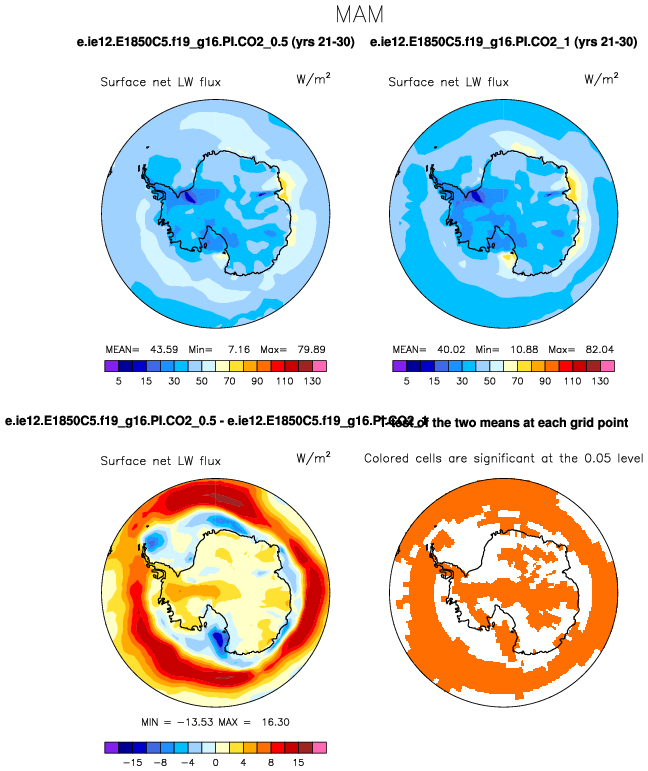 MAM
e.ie12.E1850C5.f19_g16.PI.CO2_0.5 (yrs 21-30) e.ie12.E1850C5.f19_g16.PI.CO2_1 (yrs 21-30)
Surface net LW flux W/m² Surface net LW flux W/m²
MEAN= 43.59 Min= 7.16 Max= 79.89 MEAN= 40.02 Min= 10.88 Max= 82.04
5 15 30 50 70 90 110 130 5 15 30 50 70 90 110 130
e.ie12.E1850C5.f19_g16.PI.CO2_0.5 - e.ie12.E1850C5.f19_g16.PI.CO2_1 T-test of the two means at each grid point
Surface net LW flux W/m² Colored cells are significant at the 0.05 level
MIN = -13.53 MAX = 16.30
-15 -8 -4 0 4 8 15